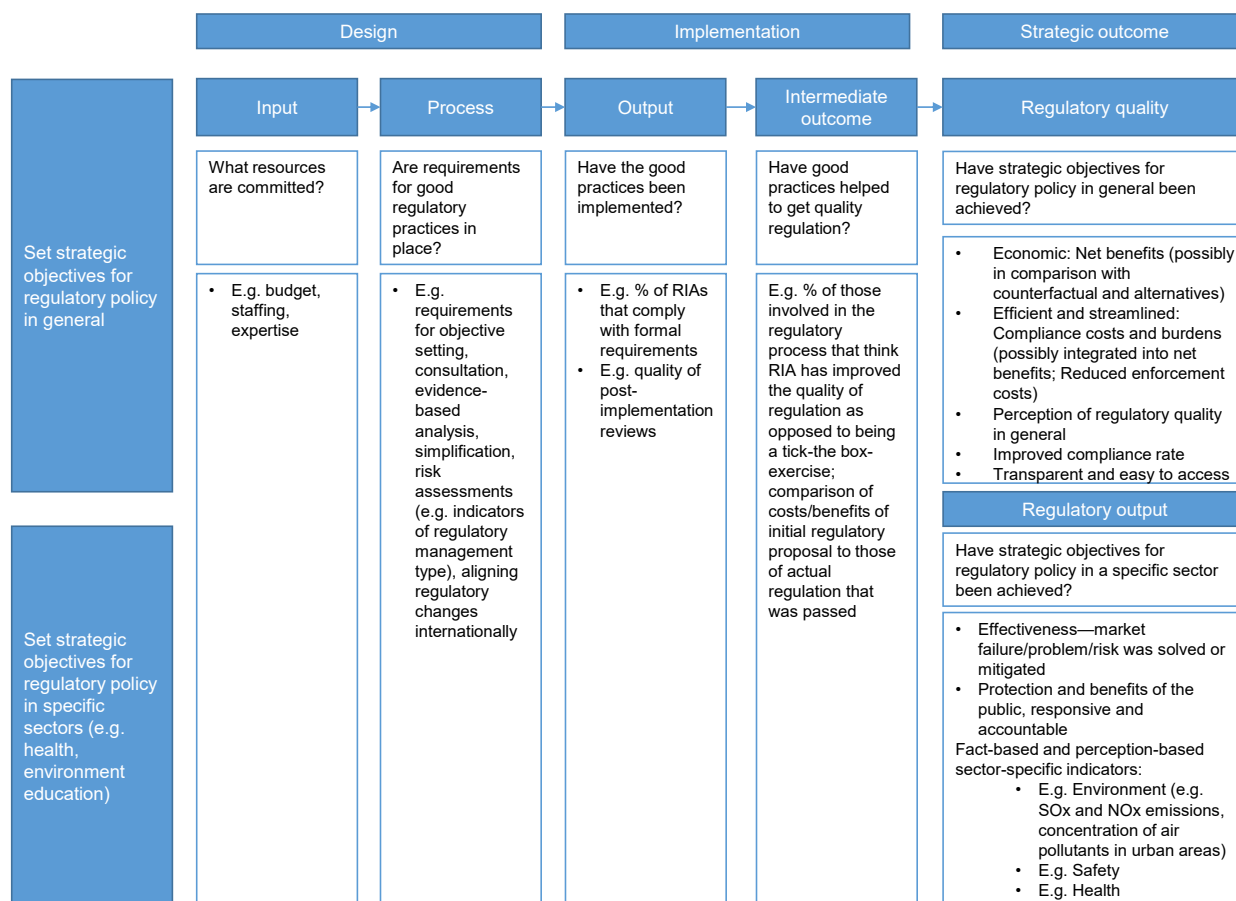 Design
Implementation
Strategic outcome
Set strategic
objectives for
regulatory policy
in general
Input
Process
Output
Intermediate
outcome
Regulatory quality
What resources
are committed?
Are requirements
for good
regulatory
practices in
place?
Have the good
practices been
implemented?
Have good
practices helped
to get quality
regulation?
Have strategic objectives for
regulatory policy in general been
achieved?
• E.g. budget,
staffing,
expertise
• E.g.
requirements
for objective
setting,
consultation,
evidence-
based
analysis,
simplification,
risk
assessments
(e.g. indicators
of regulatory
management
type), aligning
regulatory
changes
internationally
• E.g. % of RIAs
that comply
with formal
requirements
• E.g. quality of
post-
implementation
reviews
E.g. % of those
involved in the
regulatory
process that think
RIA has improved
the quality of
regulation as
opposed to being
a tick-the box-
exercise;
comparison of
costs/benefits of
initial regulatory
proposal to those
of actual
regulation that
was passed
• Economic: Net benefits (possibly
in comparison with
counterfactual and alternatives)
• Efficient and streamlined:
Compliance costs and burdens
(possibly integrated into net
benefits; Reduced enforcement
costs)
• Perception of regulatory quality
in general
• Improved compliance rate
• Transparent and easy to access
Set strategic
objectives for
regulatory policy
in specific
sectors (e.g.
health,
environment
education)
Regulatory output
Have strategic objectives for
regulatory policy in a specific sector
been achieved?
• Effectiveness—market
failure/problem/risk was solved or
mitigated
• Protection and benefits of the
public, responsive and
accountable
Fact-based and perception-based
sector-specific indicators:
• E.g. Environment (e.g.
SOx and NOx emissions,
concentration of air
pollutants in urban areas)
• E.g. Safety
• E.g. Health